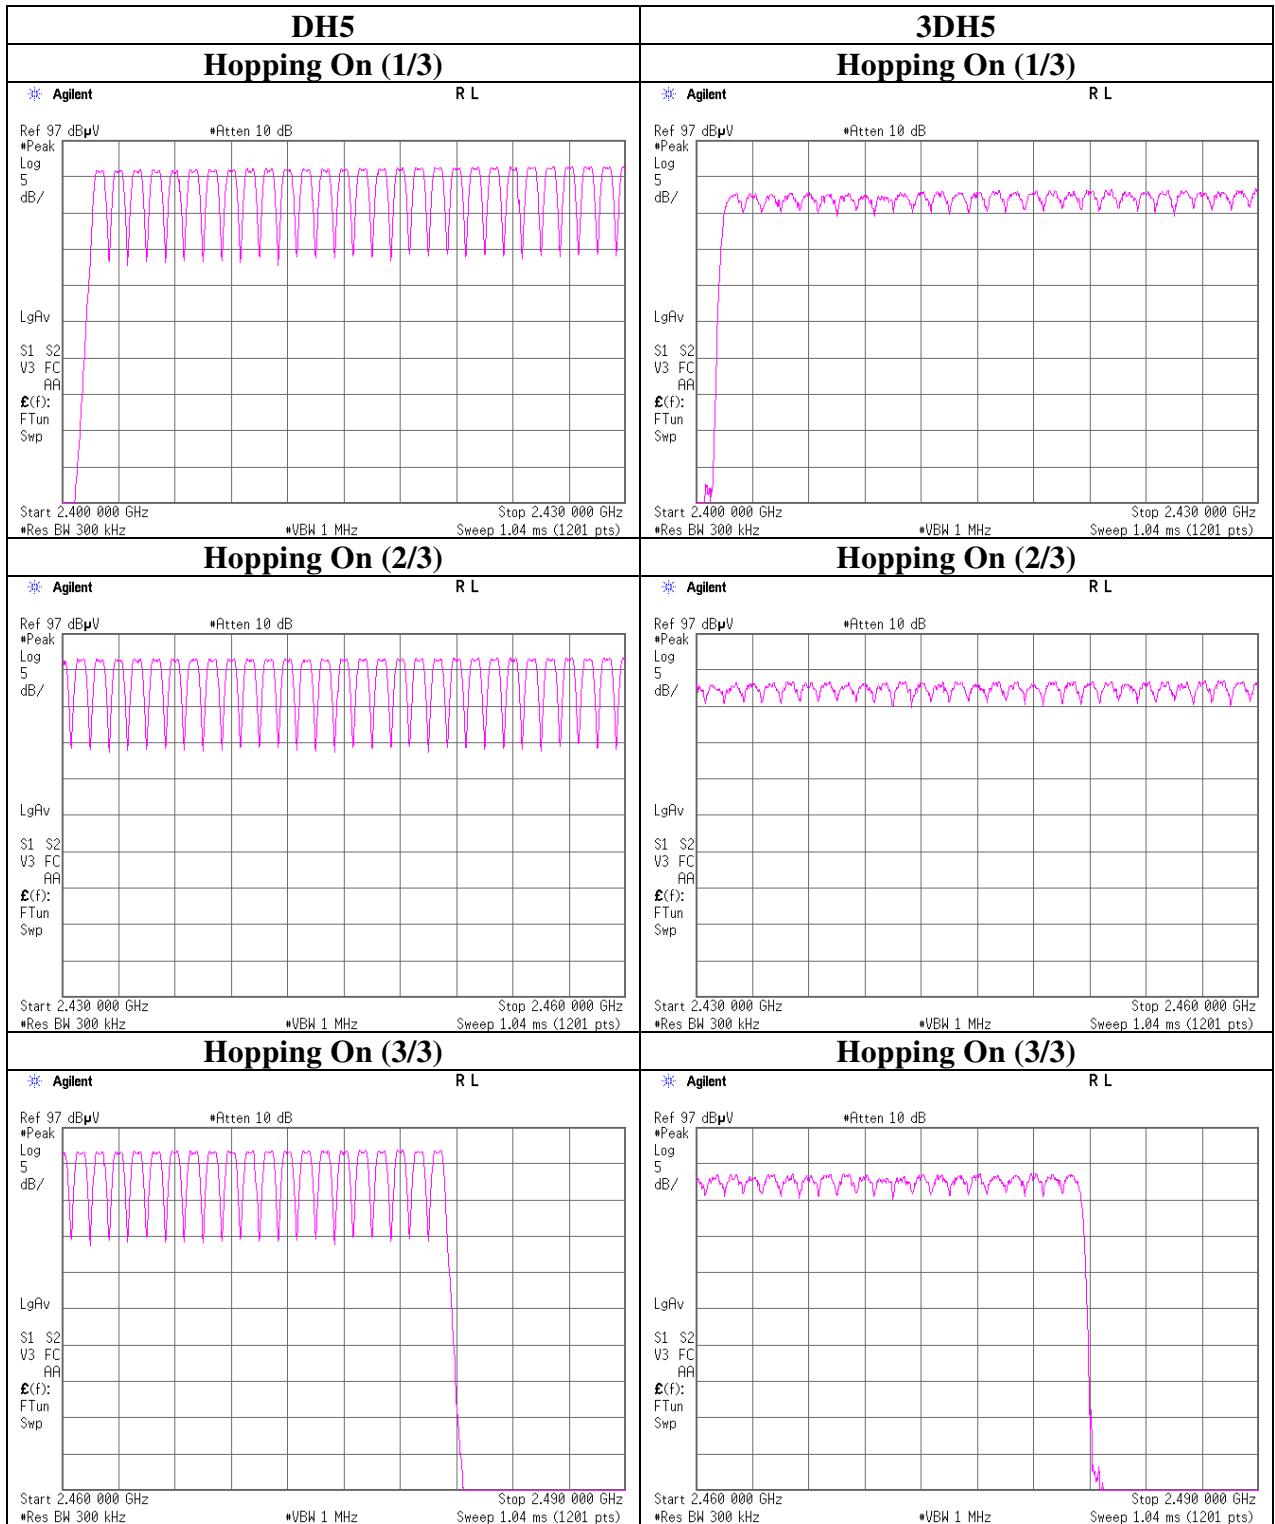 DH5 3DH5
Hopping On (1/3) Hopping On (1/3)
Agilent R L
Ref 97 dBµV #Atten 10 dB
#Peak
Log
5
dB/
LgAv
S1 S2
V3 FC
AA
£(f):
FTun
Swp
Start 2.400 000 GHz Stop 2.430 000 GHz
#Res BW 300 kHz #VBW 1 MHz Sweep 1.04 ms (1201 pts)
Agilent R L
Ref 97 dBµV #Atten 10 dB
#Peak
Log
5
dB/
LgAv
S1 S2
V3 FC
AA
£(f):
FTun
Swp
Start 2.400 000 GHz Stop 2.430 000 GHz
#Res BW 300 kHz #VBW 1 MHz Sweep 1.04 ms (1201 pts)
Hopping On (2/3) Hopping On (2/3)
Agilent R L
Ref 97 dBµV #Atten 10 dB
#Peak
Log
5
dB/
LgAv
S1 S2
V3 FC
AA
£(f):
FTun
Swp
Start 2.430 000 GHz Stop 2.460 000 GHz
#Res BW 300 kHz #VBW 1 MHz Sweep 1.04 ms (1201 pts)
Agilent R L
Ref 97 dBµV #Atten 10 dB
#Peak
Log
5
dB/
LgAv
S1 S2
V3 FC
AA
£(f):
FTun
Swp
Start 2.430 000 GHz Stop 2.460 000 GHz
#Res BW 300 kHz #VBW 1 MHz Sweep 1.04 ms (1201 pts)
Hopping On (3/3) Hopping On (3/3)
Agilent R L
Ref 97 dBµV #Atten 10 dB
#Peak
Log
5
dB/
LgAv
S1 S2
V3 FC
AA
£(f):
FTun
Swp
Start 2.460 000 GHz Stop 2.490 000 GHz
#Res BW 300 kHz #VBW 1 MHz Sweep 1.04 ms (1201 pts)
Agilent R L
Ref 97 dBµV #Atten 10 dB
#Peak
Log
5
dB/
LgAv
S1 S2
V3 FC
AA
£(f):
FTun
Swp
Start 2.460 000 GHz Stop 2.490 000 GHz
#Res BW 300 kHz #VBW 1 MHz Sweep 1.04 ms (1201 pts)